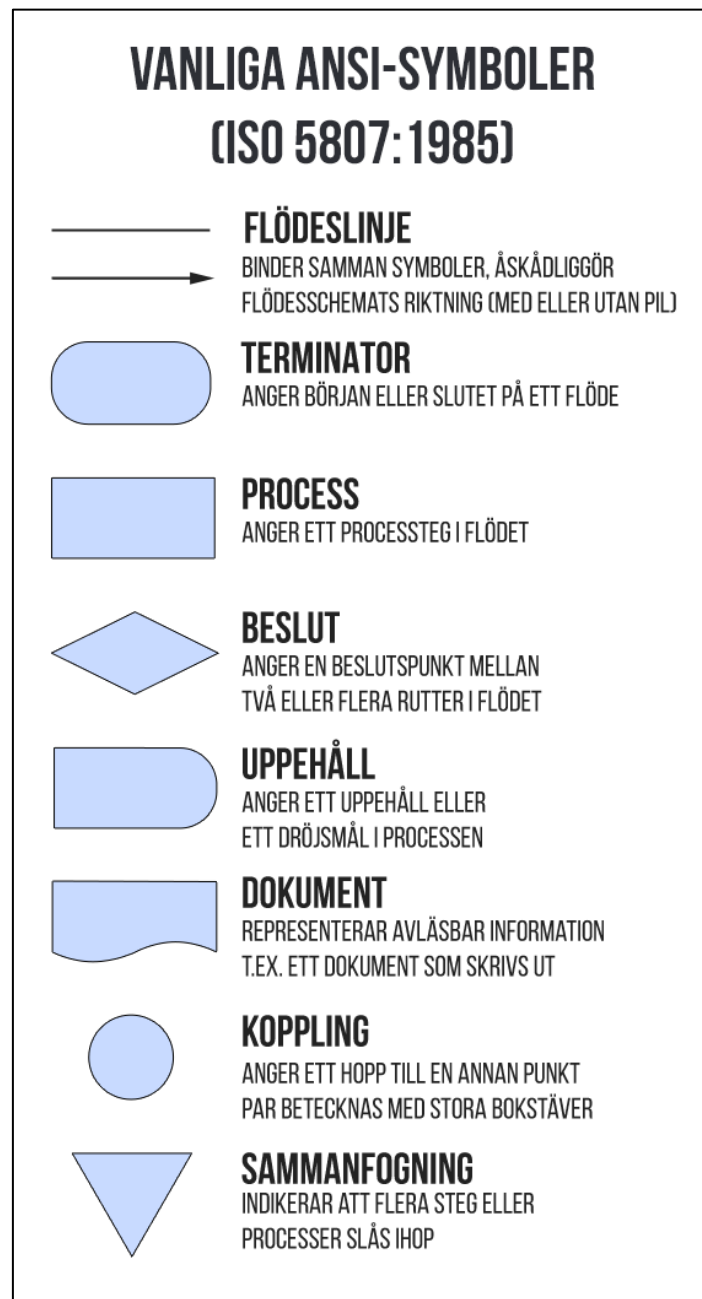 VANLIGA ANSI-SYMBOLER
(ISO 5807:1985)
FLÖDESLINJE
BINDER SAMMAN SYMBOLER, ÅSKÅDLIGGÖR
FLÖDESSCHEMATS RIKTNING (MED ELLER UTAN PIL)
TERMINATOR
ANGER BÖRJAN ELLER SLUTET PÅ ETT FLÖDE
PROCESS
ANGER ETT PROCESSTEG I FLÖDET
BESLUT
ANGER EN BESLUTSPUNKT MELLAN
TVÅ ELLER FLERA RUTTER I FLÖDET
UPPEHÅLL
ANGER ETT UPPEHÅLL ELLER
ETT DRÖJSMÅL I PROCESSEN
DOKUMENT
REPRESENTERAR AVLÄSBAR INFORMATION
T.EX. ETT DOKUMENT SOM SKRIVS UT
KOPPLING
ANGER ETT HOPP TILL EN ANNAN PUNKT
PAR BETECKNAS MED STORA BOKSTÄVER
SAMMANFOGNING
INDIKERAR ATT FLERA STEG ELLER
PROCESSER SLÅS IHOP